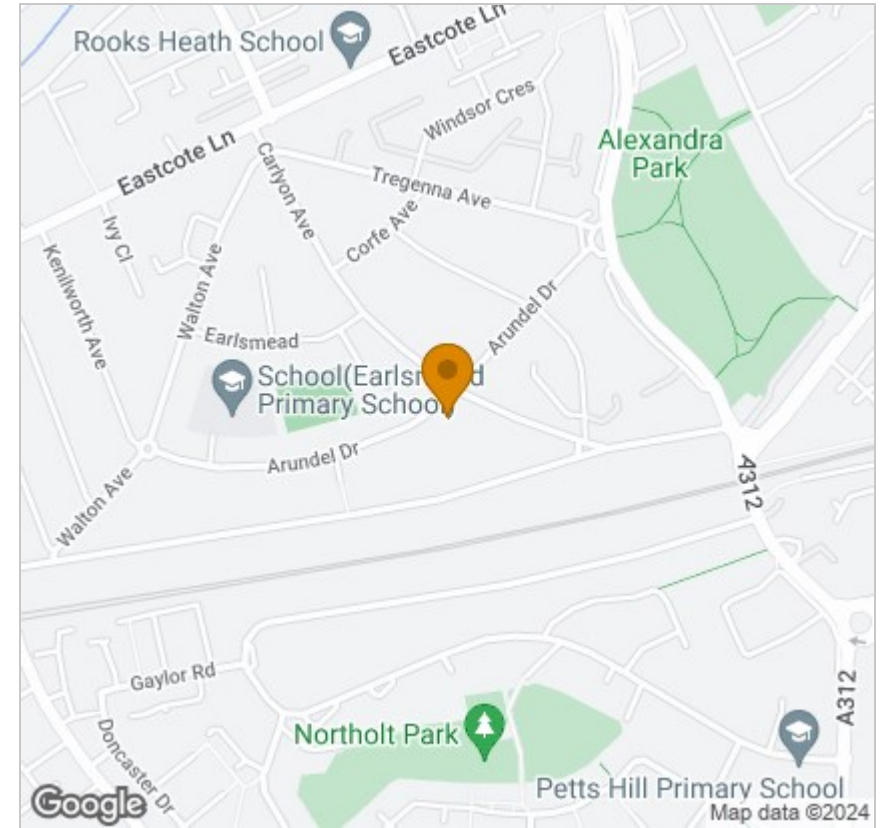 Rooks Heath School
Eastcote Ln
Windsor Cres
Alexandra
Park
Eastcote Ln
Carlyon Ave
Tregenna Ave
Ivy Cl
Corfe Ave
Kenilworth Ave
Walton Ave
Arundel Dr
Earlsmead
School(Earlsm d
Primary School)
Arundel Dr
Walton Ave
A312
Gaylor Rd
A312
Northolt Park
Doncaster Dr
Petts Hill Primary School
Google
Map data ©2024